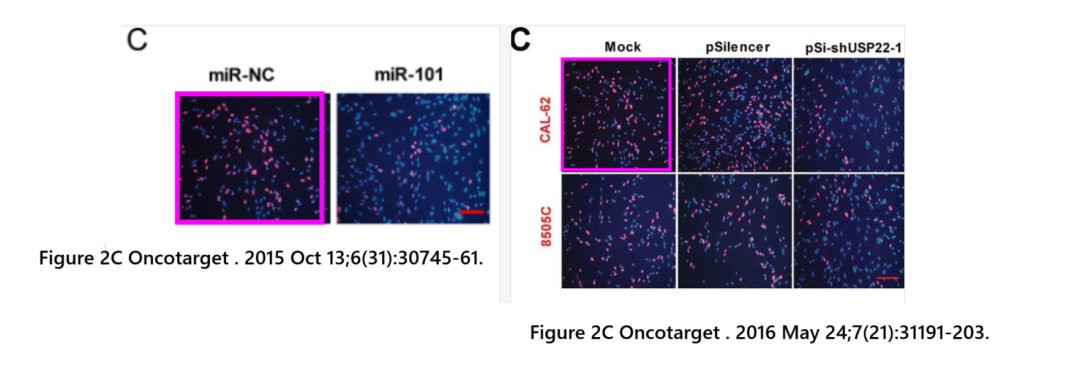 C
miR-NC miR-101
Figure 2C Oncotarget . 2015 Oct 13;6(31):30745-61.
C
Mock pSilencer pSi-shUSP22-1
CAL-62
8505C
Figure 2C Oncotarget . 2016 May 24;7(21):31191-203.